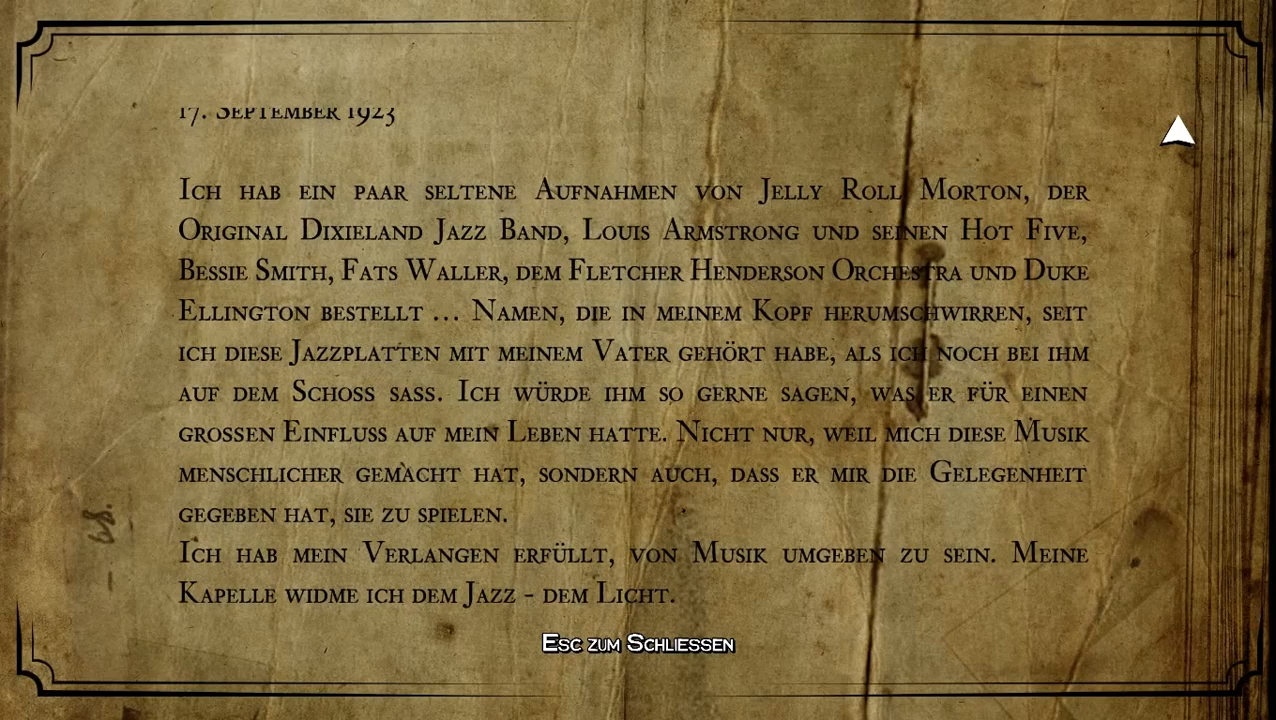 17. September 1923
Ich hab ein paar seltene Aufnahmen von Jelly Roll Morton, der
Original Dixieland Jazz Band, Louis Armstrong und seinen Hot Five,
Bessie Smith, Fats Waller, dem Fletcher Henderson Orchestra und Duke
Ellington bestellt ... Namen, die in meinem Kopf herumschwirren, seit
ich diese Jazzplatten mit meinem Vater gehört habe, als ich noch bei ihm
auf dem Schoss sass. Ich würde ihm so gerne sagen, was er für einen
grossen Einfluss auf mein Leben hatte. Nicht nur, weil mich diese Musik
menschlicher gemacht hat, sondern auch, dass er mir die Gelegenheit
gegeben hat, sie zu spielen.
Ich hab mein Verlangen erfüllt, von Musik umgeben zu sein. Meine
Kapelle widme ich dem Jazz - dem Licht.
Esc zum Schliessen